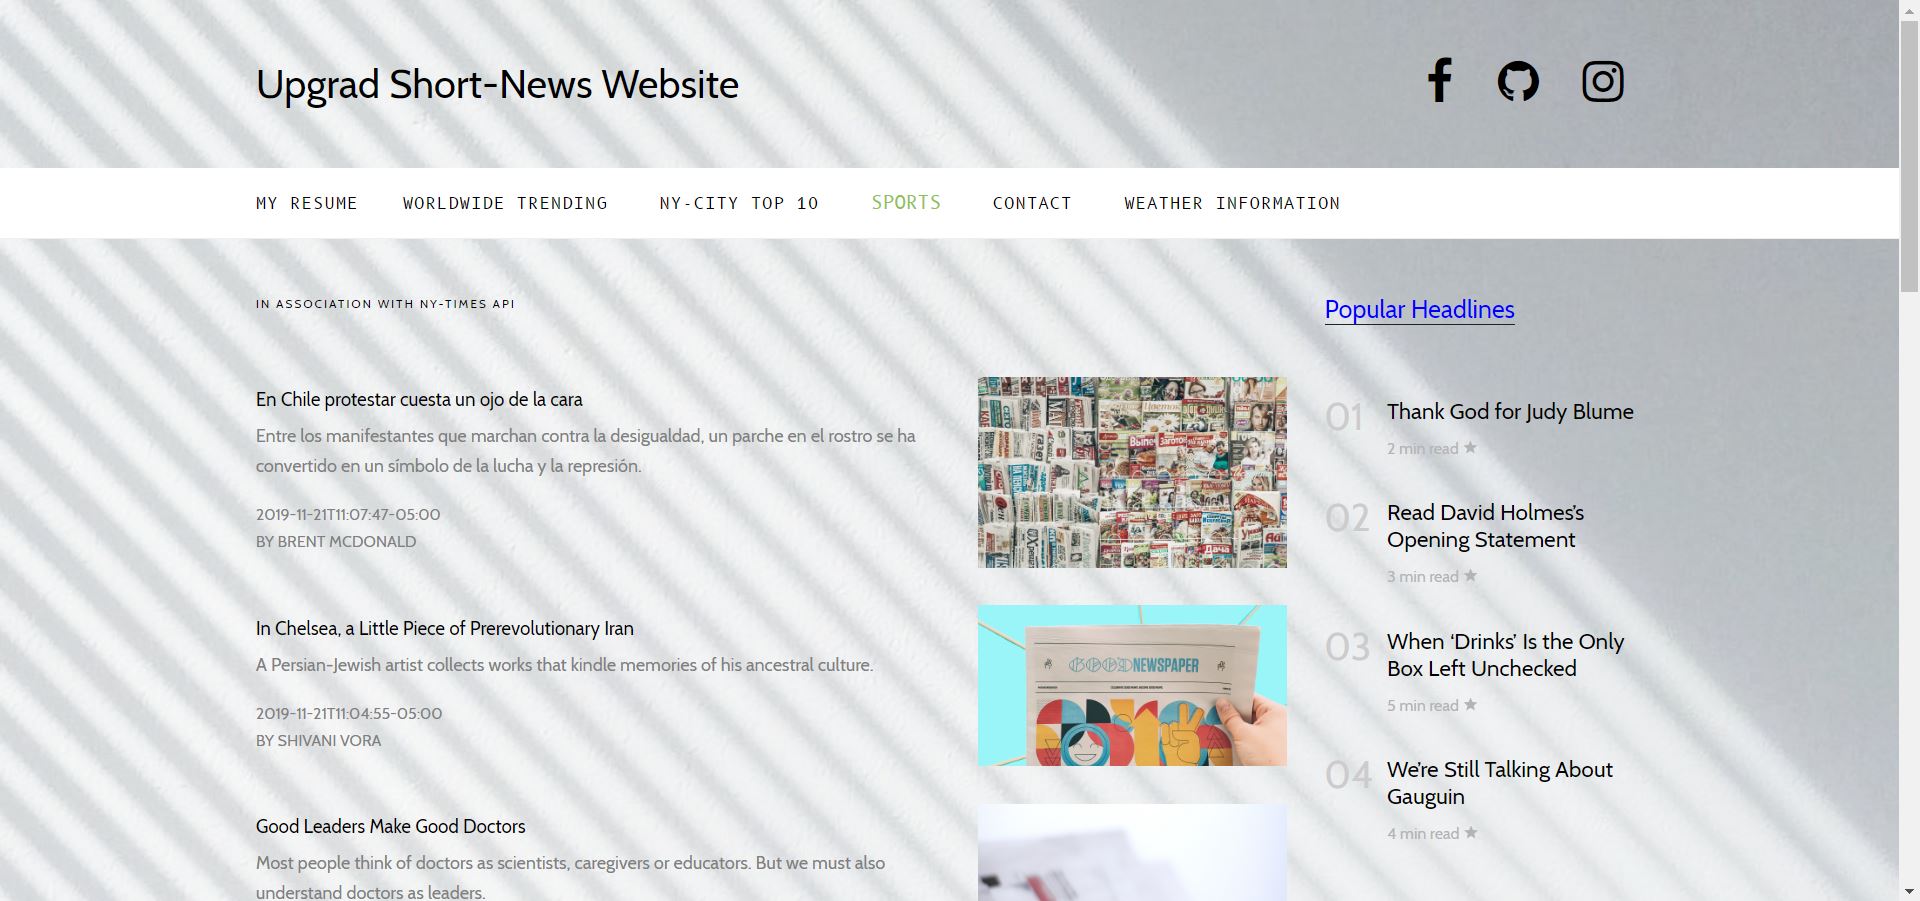 Upgrad Short-News Website
MY RESUME
WORLDWIDE TRENDING
NY-CITY TOP 10
SPORTS
CONTACT
WEATHER INFORMATION
IN ASSOCIATION WITH NY-TIMES API
En Chile protestar cuesta un ojo de la cara
Entre los manifestantes que marchan contra la desigualdad, un parche en el rostro se ha
convertido en un símbolo de la lucha y la represión.
2019-11-21T11:07:47-05:00
BY BRENT MCDONALD
In Chelsea, a Little Piece of Prerevolutionary Iran
A Persian-Jewish artist collects works that kindle memories of his ancestral culture.
2019-11-21T11:04:55-05:00
BY SHIVANI VORA
GOOD NEWSPAPER
Good Leaders Make Good Doctors
Most people think of doctors as scientists, caregivers or educators. But we must also
understand doctors as leaders.
Popular Headlines
01
Thank God for Judy Blume
2 min read ★
02
Read David Holmes’s
Opening Statement
3 min read ★
03
When ‘Drinks’ Is the Only
Box Left Unchecked
5 min read ★
04
We’re Still Talking About
Gauguin
4 min read ★